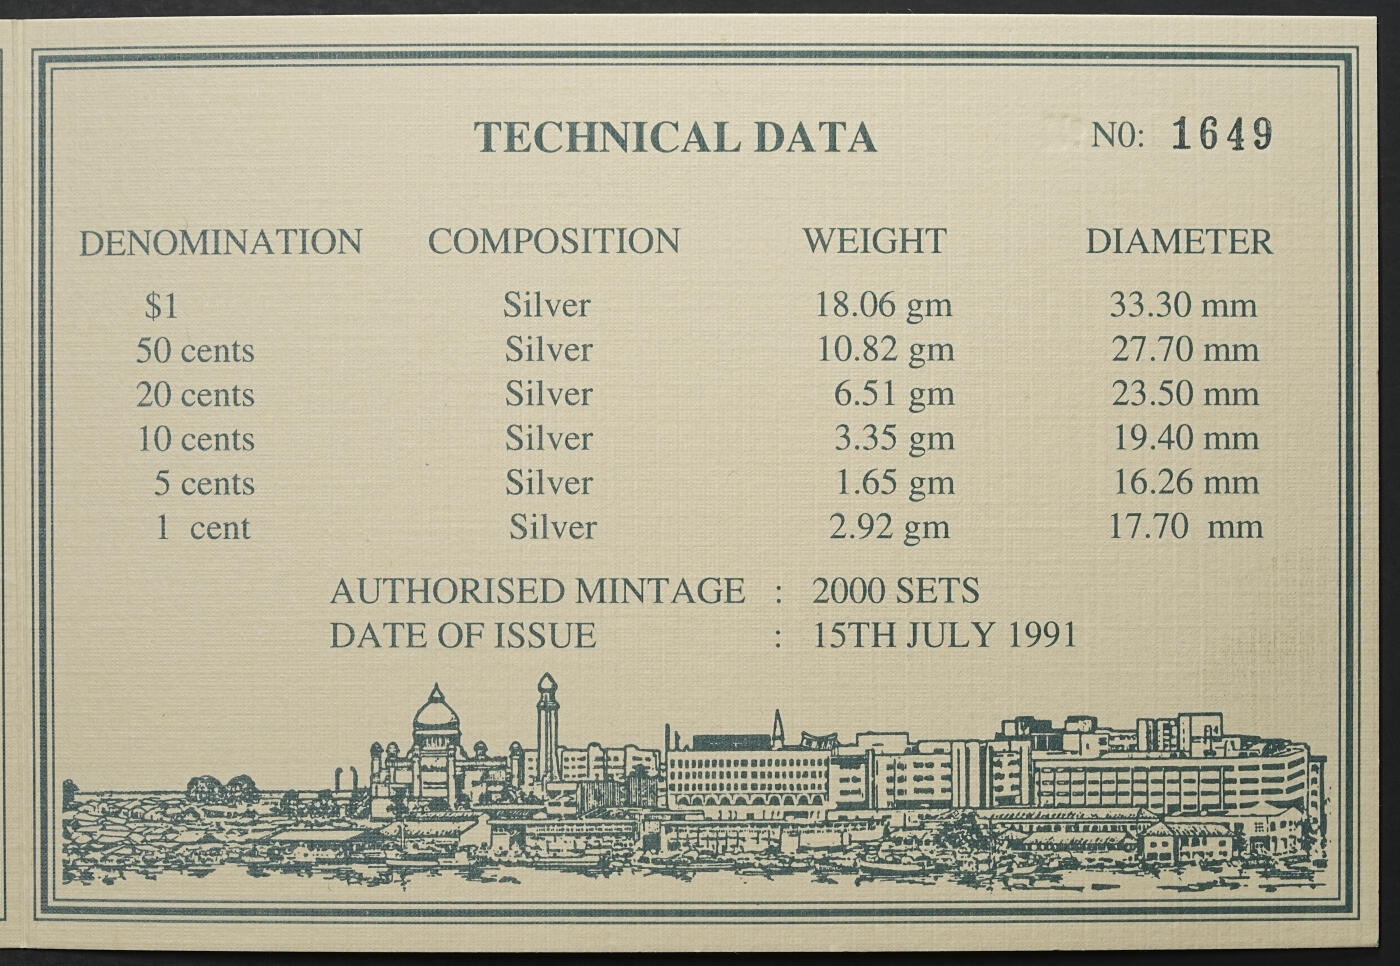 TECHNICAL DATA N0: 1649
DENOMINATION COMPOSITION WEIGHT DIAMETER
$1 Silver 18.06 gm 33.30 mm
50 cents Silver 10.82 gm 27.70 mm
20 cents Silver 6.51 gm 23.50 mm
10 cents Silver 3.35 gm 19.40 mm
5 cents Silver 1.65 gm 16.26 mm
1 cent Silver 2.92 gm 17.70 mm
AUTHORISED MINTAGE : 2000 SETS
DATE OF ISSUE : 15TH JULY 1991